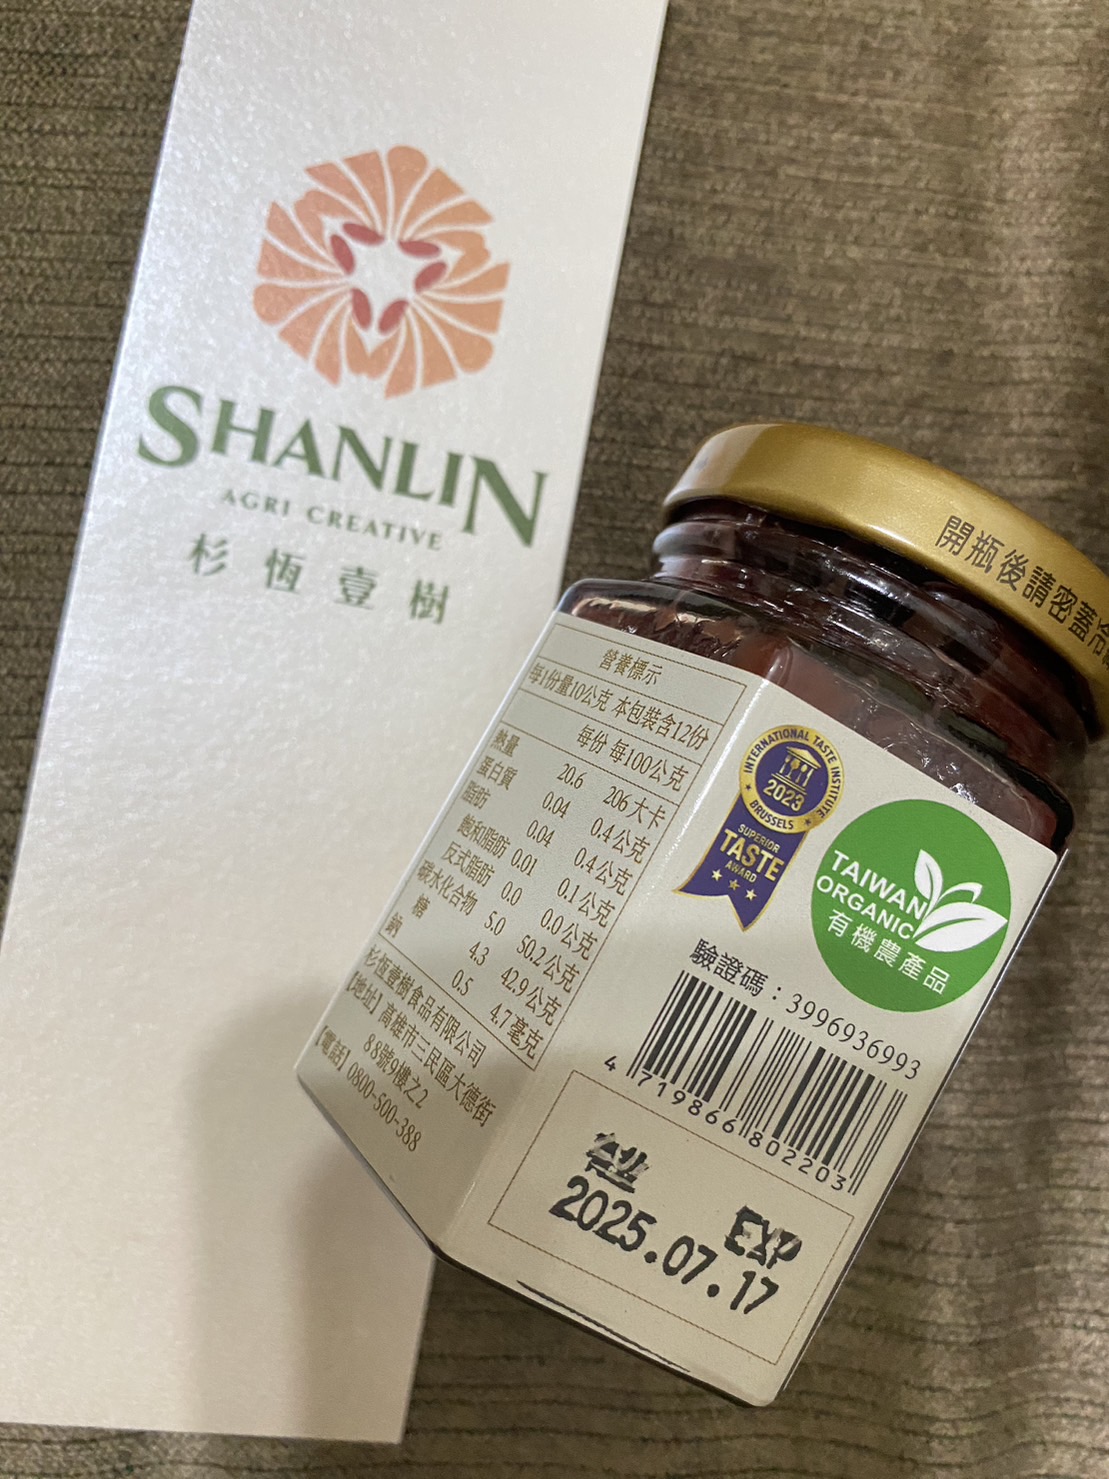 SHANLIN
AGRI CREATIVE
杉恆壹樹
開瓶後請密蓋冷
營養標示
每1份量10公克 本包裝含12份
每份 每100公克
熱量 20.6 206大卡
蛋白質 0.04 0.4公克
脂肪 0.04 0.4公克
飽和脂肪 0.01 0.1公克
反式脂肪 0.0 0.0公克
碳水化合物 5.0 50.2公克
糖 4.3 42.9公克
鈉 0.5 4.7毫克
杉恆壹樹食品有限公司
【地址】高雄市三民區大德街
88號9樓之2
【電話】0800-500-388
INTERNATIONAL TASTE INSTITUTE
2023
BRUSSELS
SUPERIOR
TASTE
AWARD
TAIWAN
ORGANIC
有機農產品
驗證碼：3996936993
4 719866 802203
EXP
2025.07.17